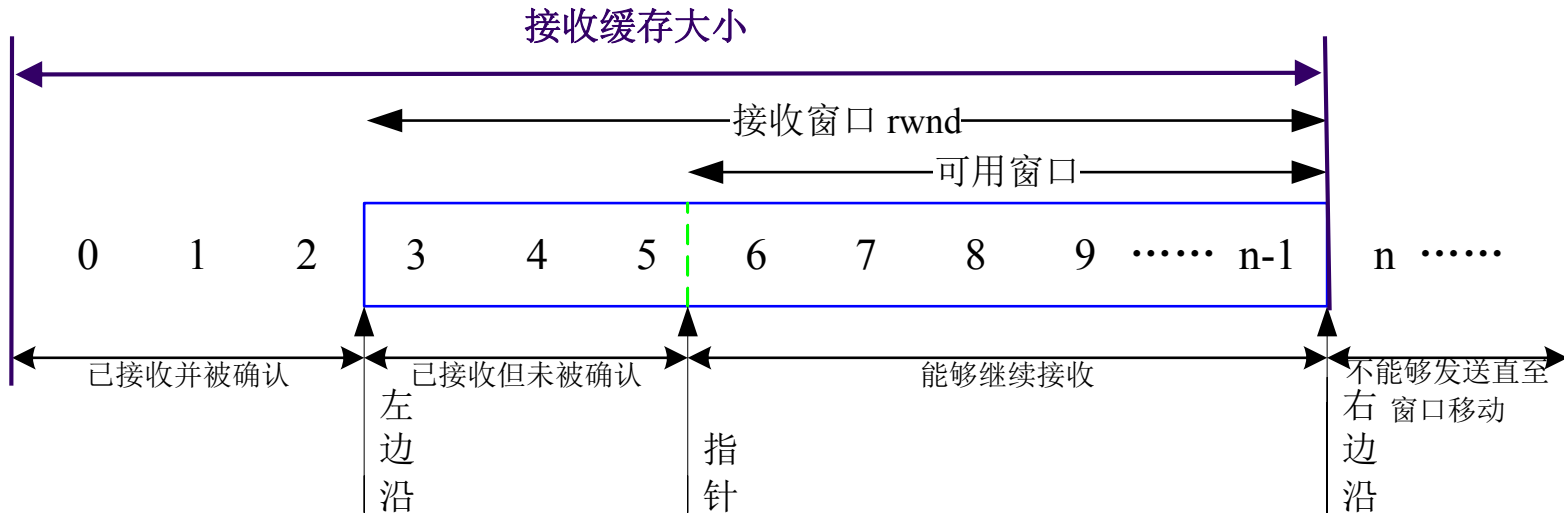 接收缓存大小
接收窗口 rwnd
可用窗口
0 1 2 3 4 5 6 7 8 9 …… n-1 n ……
已接收并被确认 已接收但未被确认 能够继续接收 不能够发送直至
窗口移动
左边沿
指针
右边沿